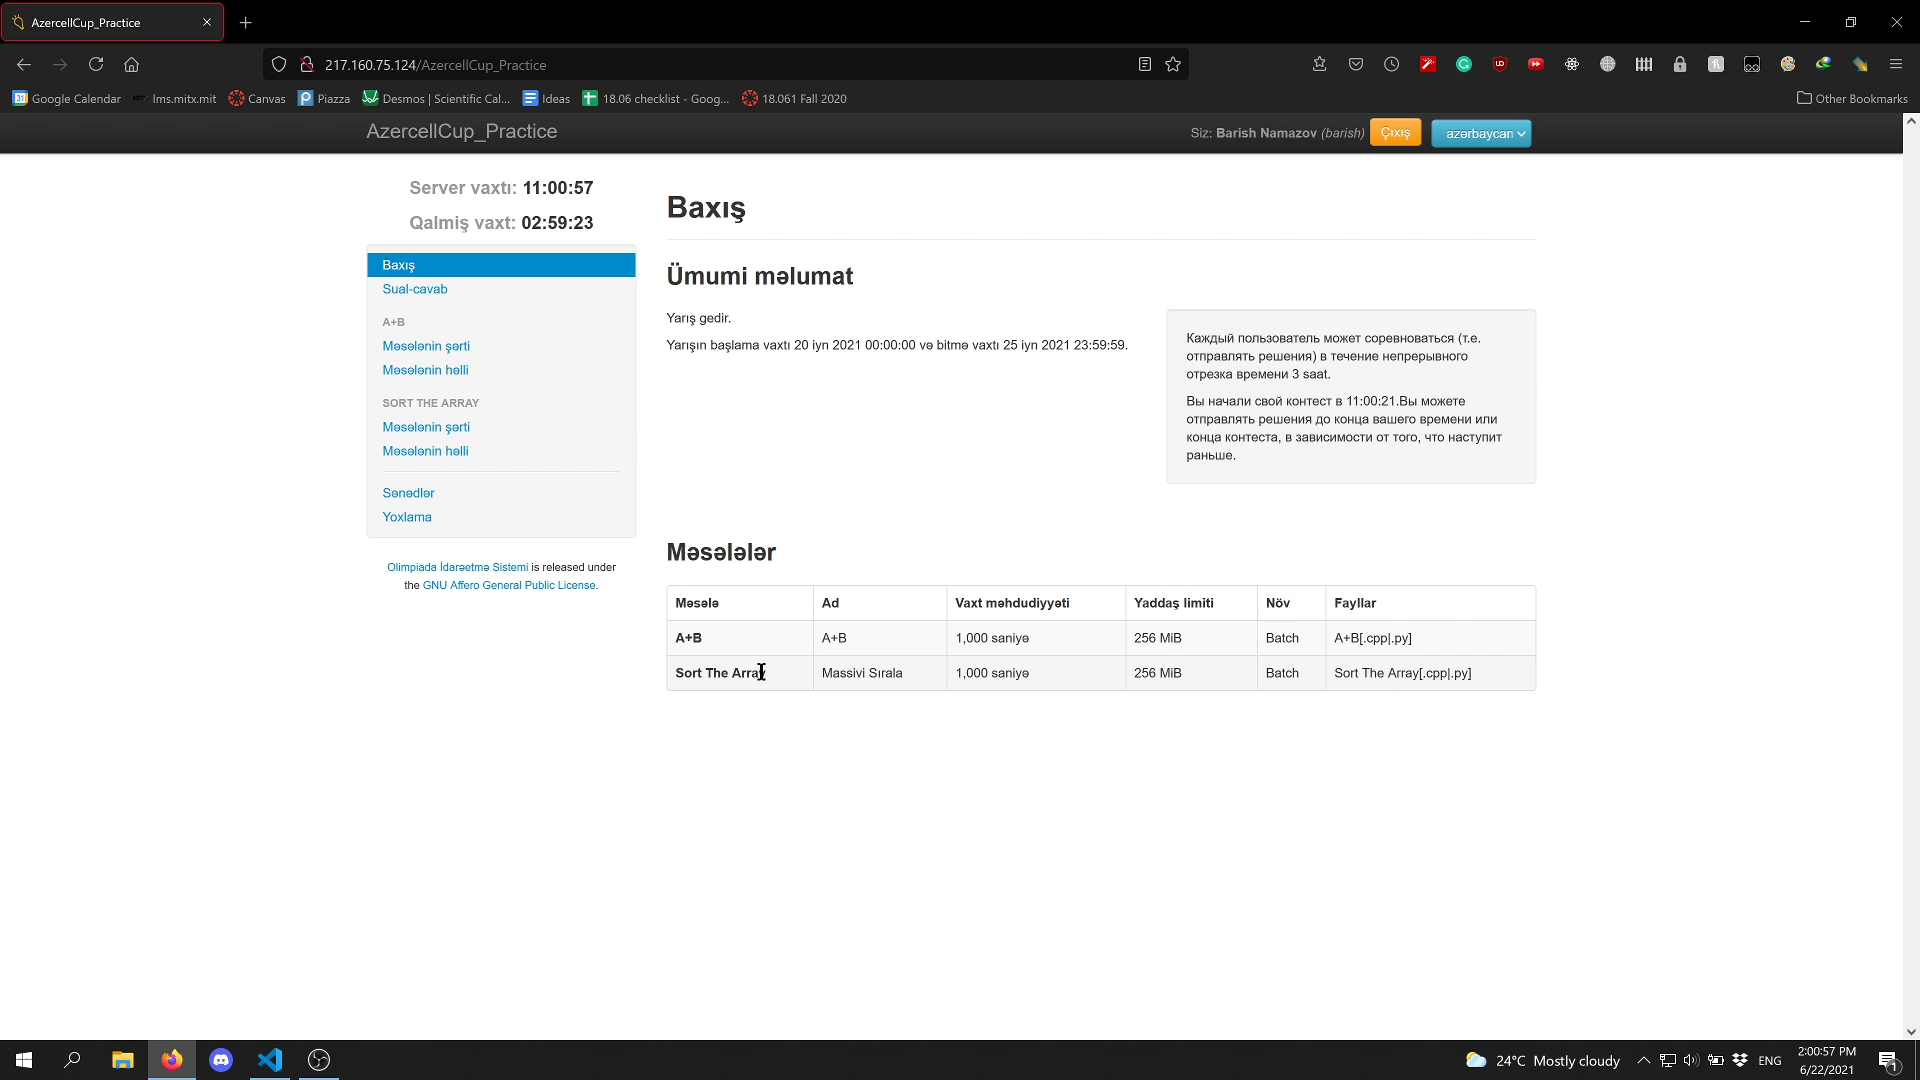 AzercellCup_Practice
217.160.75.124/AzercellCup_Practice
Google Calendar
lms.mitx.mit
Canvas
Piazza
Desmos | Scientific Cal...
Ideas
18.06 checklist - Goog...
18.061 Fall 2020
Other Bookmarks
AzercellCup_Practice
Siz: Barish Namazov (barish)
Çıxış
azərbaycan
Server vaxtı: 11:00:57
Qalmiş vaxt: 02:59:23
Baxış
Sual-cavab
A+B
Məsələnin şərti
Məsələnin həlli
SORT THE ARRAY
Məsələnin şərti
Məsələnin həlli
Sənədlər
Yoxlama
Olimpiada İdarəetmə Sistemi is released under
the GNU Affero General Public License.
Baxış
Ümumi məlumat
Yarış gedir.
Yarışın başlama vaxtı 20 iyn 2021 00:00:00 və bitmə vaxtı 25 iyn 2021 23:59:59.
Каждый пользователь может соревноваться (т.е.
отправлять решения) в течение непрерывного
отрезка времени 3 saat.
Вы начали свой контест в 11:00:21.Вы можете
отправлять решения до конца вашего времени или
конца контеста, в зависимости от того, что наступит
раньше.
Məsələlər
Məsələ Ad Vaxt məhdudiyyəti Yaddaş limiti Növ Fayllar
A+B A+B 1,000 saniyə 256 MiB Batch A+B[.cpp|.py]
Sort The Array Massivi Sırala 1,000 saniyə 256 MiB Batch Sort The Array[.cpp|.py]
24°C Mostly cloudy
ENG
2:00:57 PM
6/22/2021
1